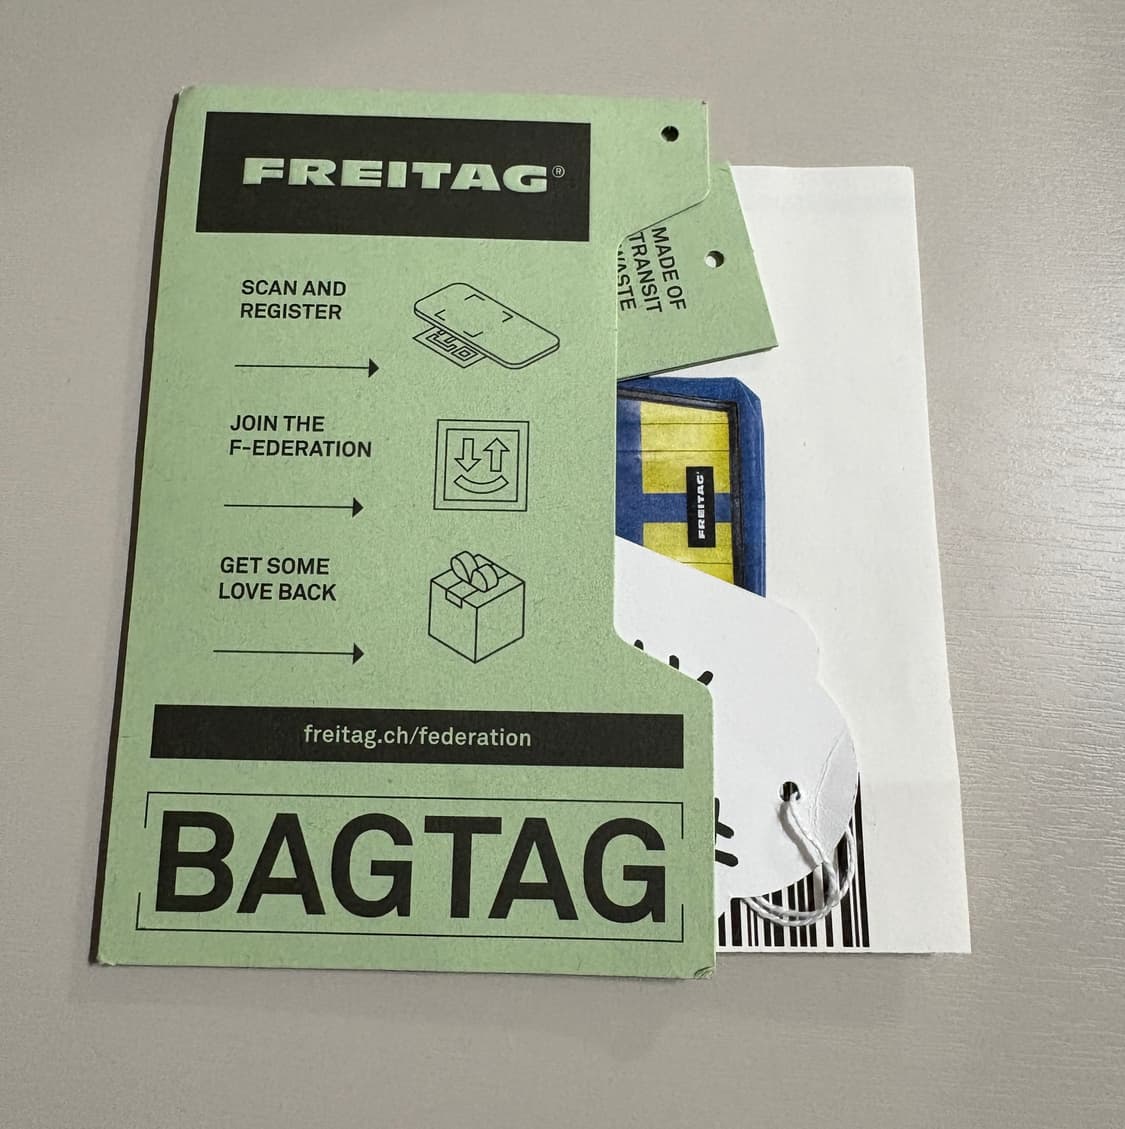 FREITAG®
SCAN AND
REGISTER
JOIN THE
F-EDERATION
GET SOME
LOVE BACK
freitag.ch/federation
BAGTAG
MADE OF
TRANSIT
WASTE
FREITAG®